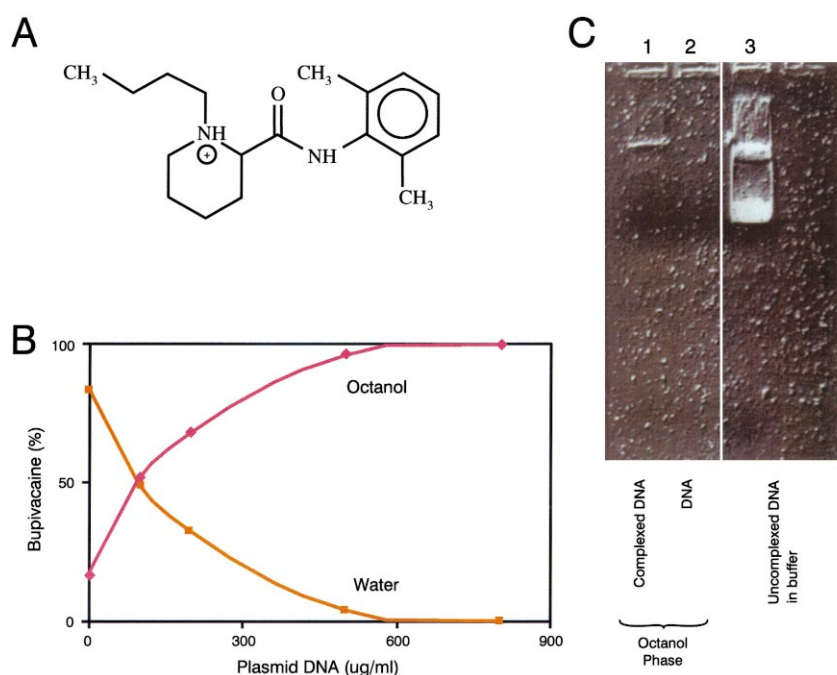 A
CH₃
CH₃
O
NH
+
NH
CH₃
B
100
50
0
Bupivacaine (%)
Octanol
Water
0
300
600
900
Plasmid DNA (ug/ml)
C
1 2 3
Complexed DNA
DNA
Uncomplexed DNA
in buffer
Octanol
Phase